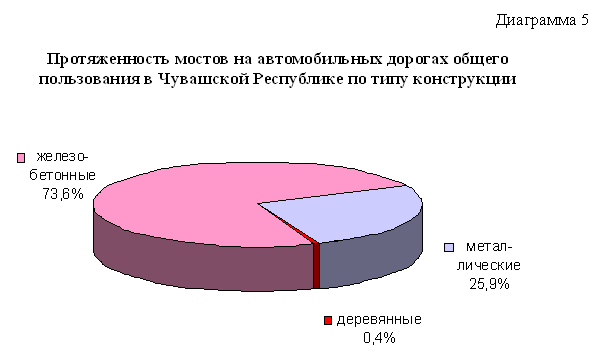 Диаграмма 5
Протяженность мостов на автомобильных дорогах общего
пользования в Чувашской Республике по типу конструкции
железо-
бетонные
73,6%
метал-
лические
25,9%
деревянные
0,4%